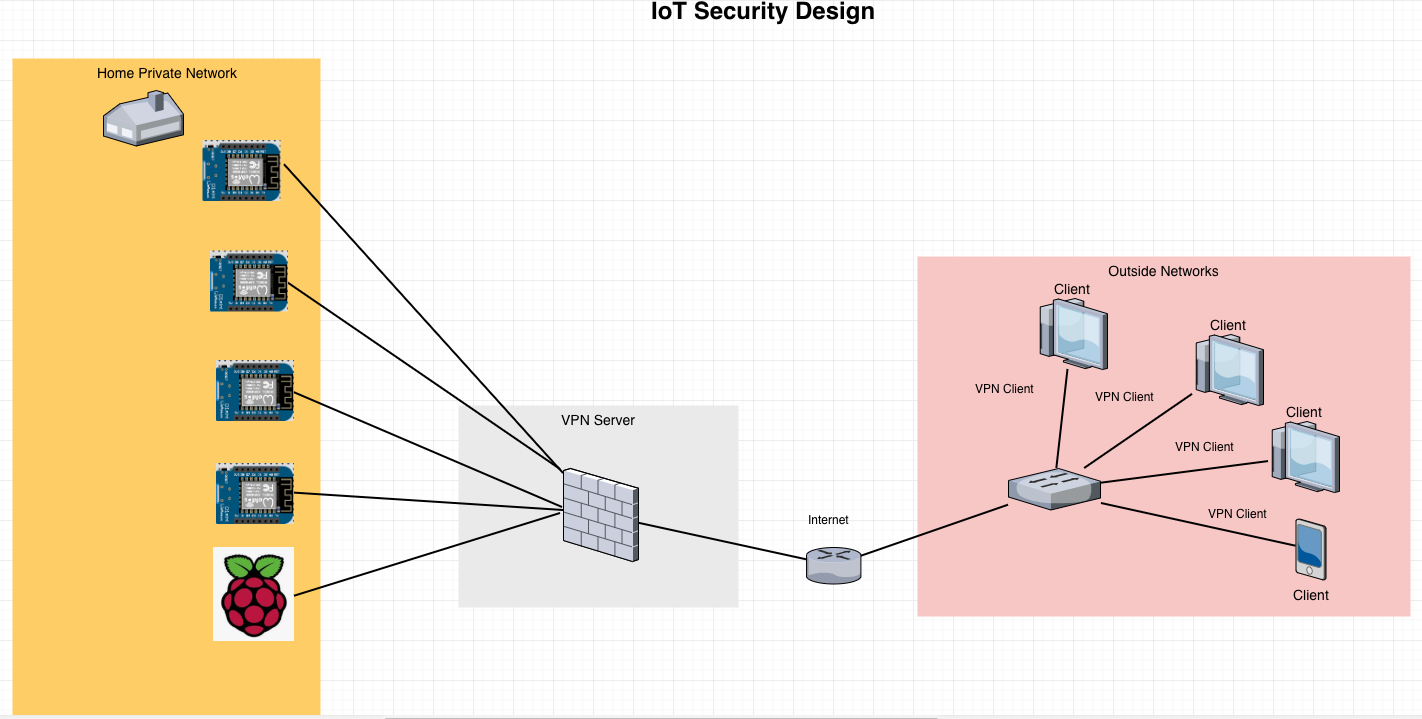 IoT Security Design
Home Private Network
Outside Networks
Client
Client
VPN Client
VPN Client
Client
VPN Server
VPN Client
VPN Client
Internet
Client